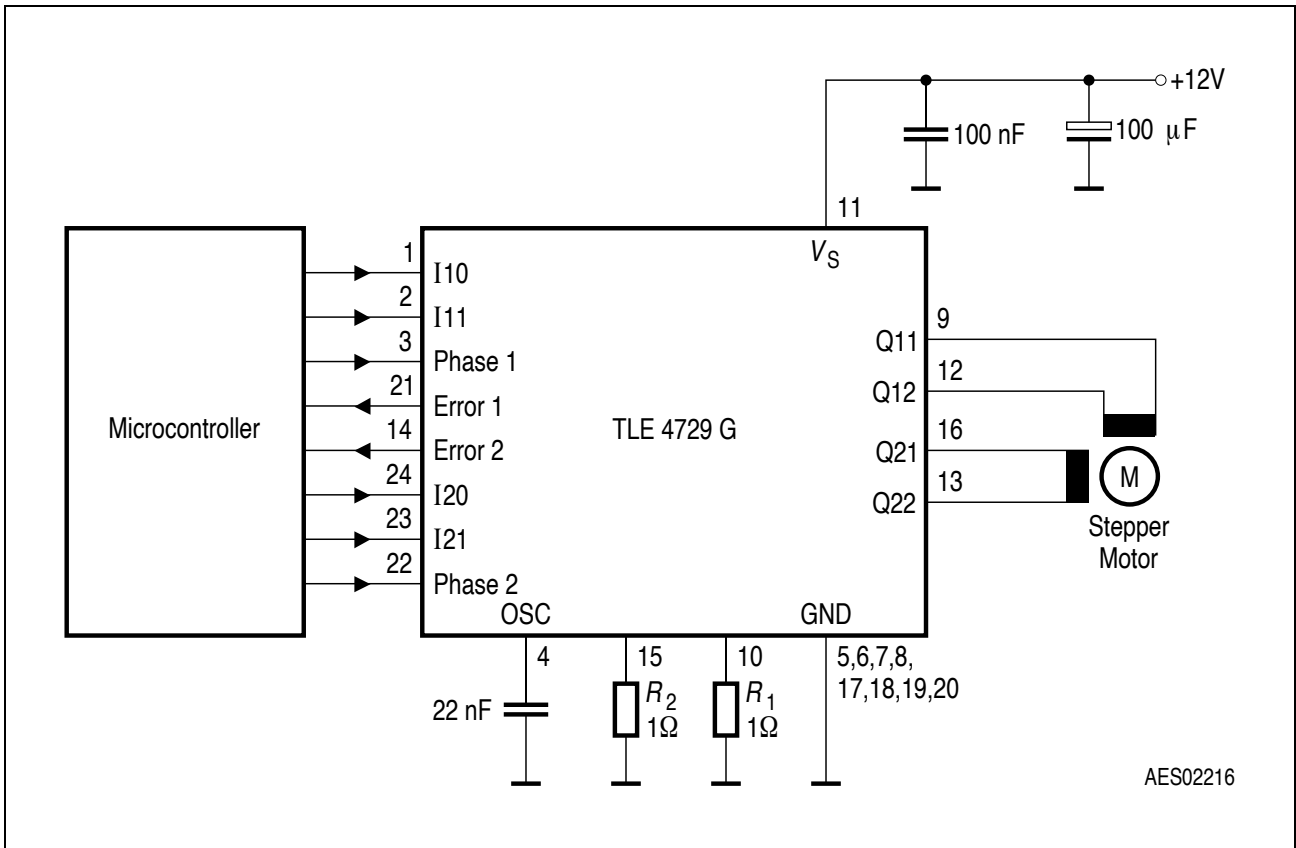 +12V
100 nF
100 µF
11
V_S
Microcontroller
TLE 4729 G
1
I10
2
I11
3
Phase 1
21
Error 1
14
Error 2
24
I20
23
I21
22
Phase 2
9
Q11
12
Q12
16
Q21
13
Q22
M
Stepper
Motor
OSC
GND
4
15
10
5,6,7,8,
17,18,19,20
22 nF
R2
1Ω
R1
1Ω
AES02216